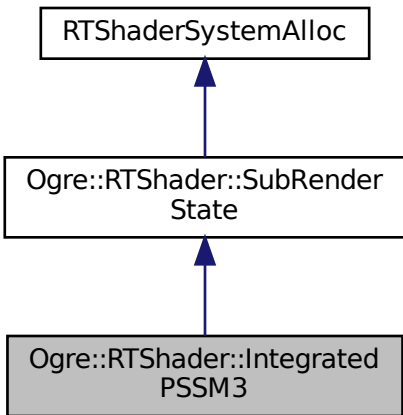 RTShaderSystemAlloc
Ogre::RTShader::SubRender
State
Ogre::RTShader::Integrated
PSSM3